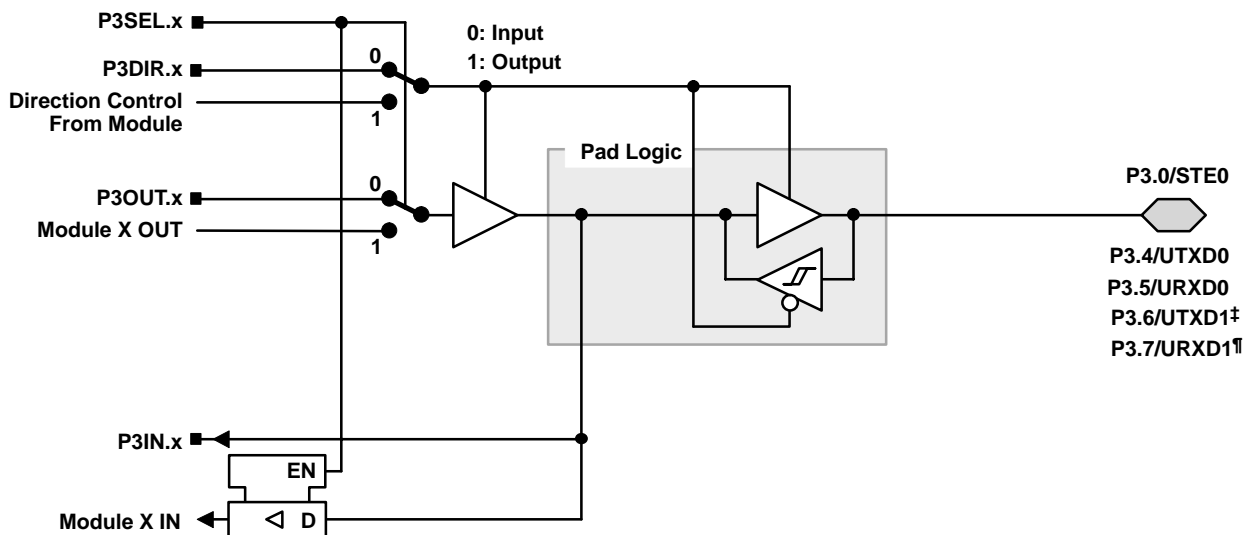 P3SEL.x
0: Input
1: Output
0
P3DIR.x
Direction Control
From Module
1
Pad Logic
P3.0/STE0
0
P3OUT.x
Module X OUT
1
P3.4/UTXD0
P3.5/URXD0
P3.6/UTXD1‡
P3.7/URXD1¶
P3IN.x
EN
Module X IN
D